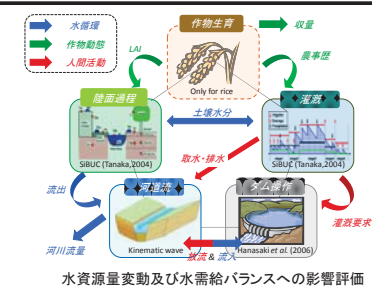 水循環
作物動態
人間活動
作物生育
収量
LAI
農事歴
Only for rice
陸面過程
灌漑
土壌水分
SiBUC (Tanaka,2004)
SiBUC (Tanaka,2004)
取水・排水
流出
河道流
ダム操作
灌漑要求
河川流量
Kinematic wave
Hanasaki et al. (2006)
放流 & 流入
水資源量変動及び水需給バランスへの影響評価